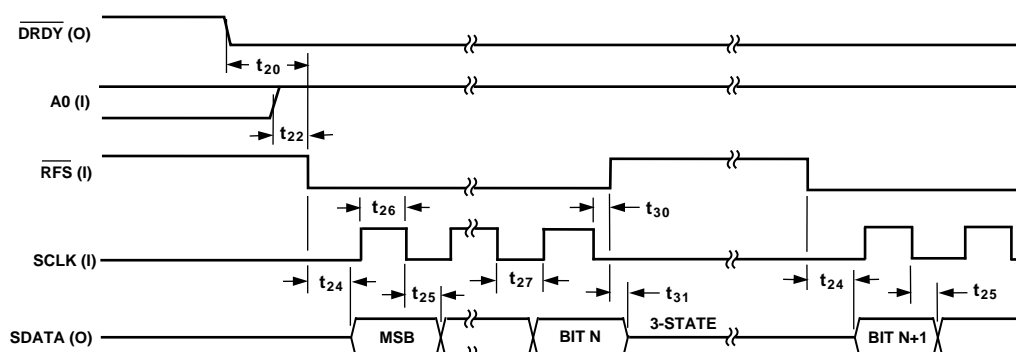 DRDY (O)
t20
A0 (I)
t22
RFS (I)
t26
t30
SCLK (I)
t24
t25
t27
t31
t24
t25
SDATA (O)
MSB
BIT N
3-STATE
BIT N+1